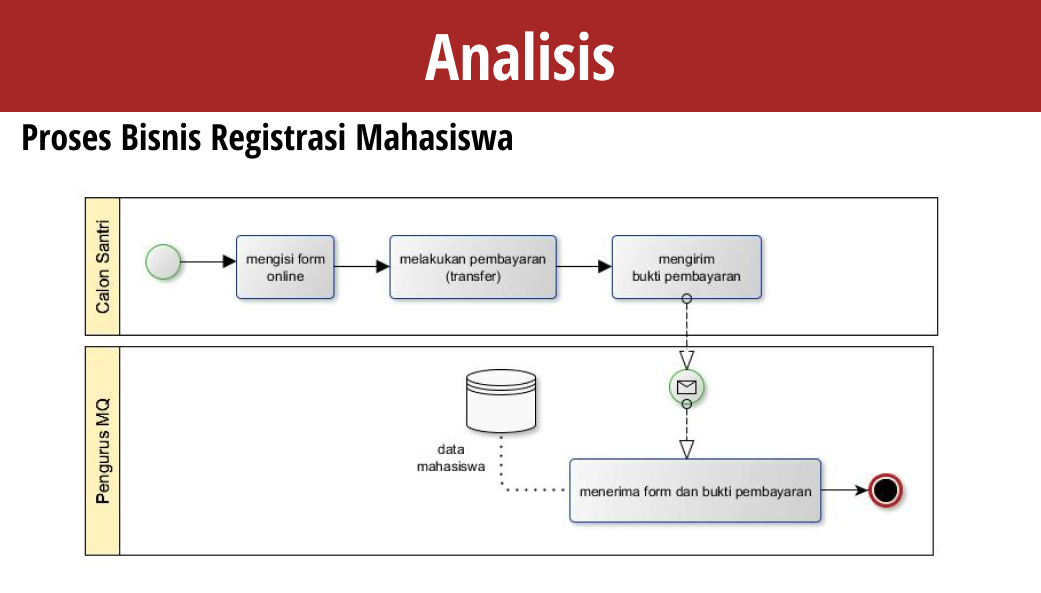 Analisis
Proses Bisnis Registrasi Mahasiswa
Calon Santri
mengisi form
online
melakukan pembayaran
(transfer)
mengirim
bukti pembayaran
Pengurus MQ
data
mahasiswa
menerima form dan bukti pembayaran